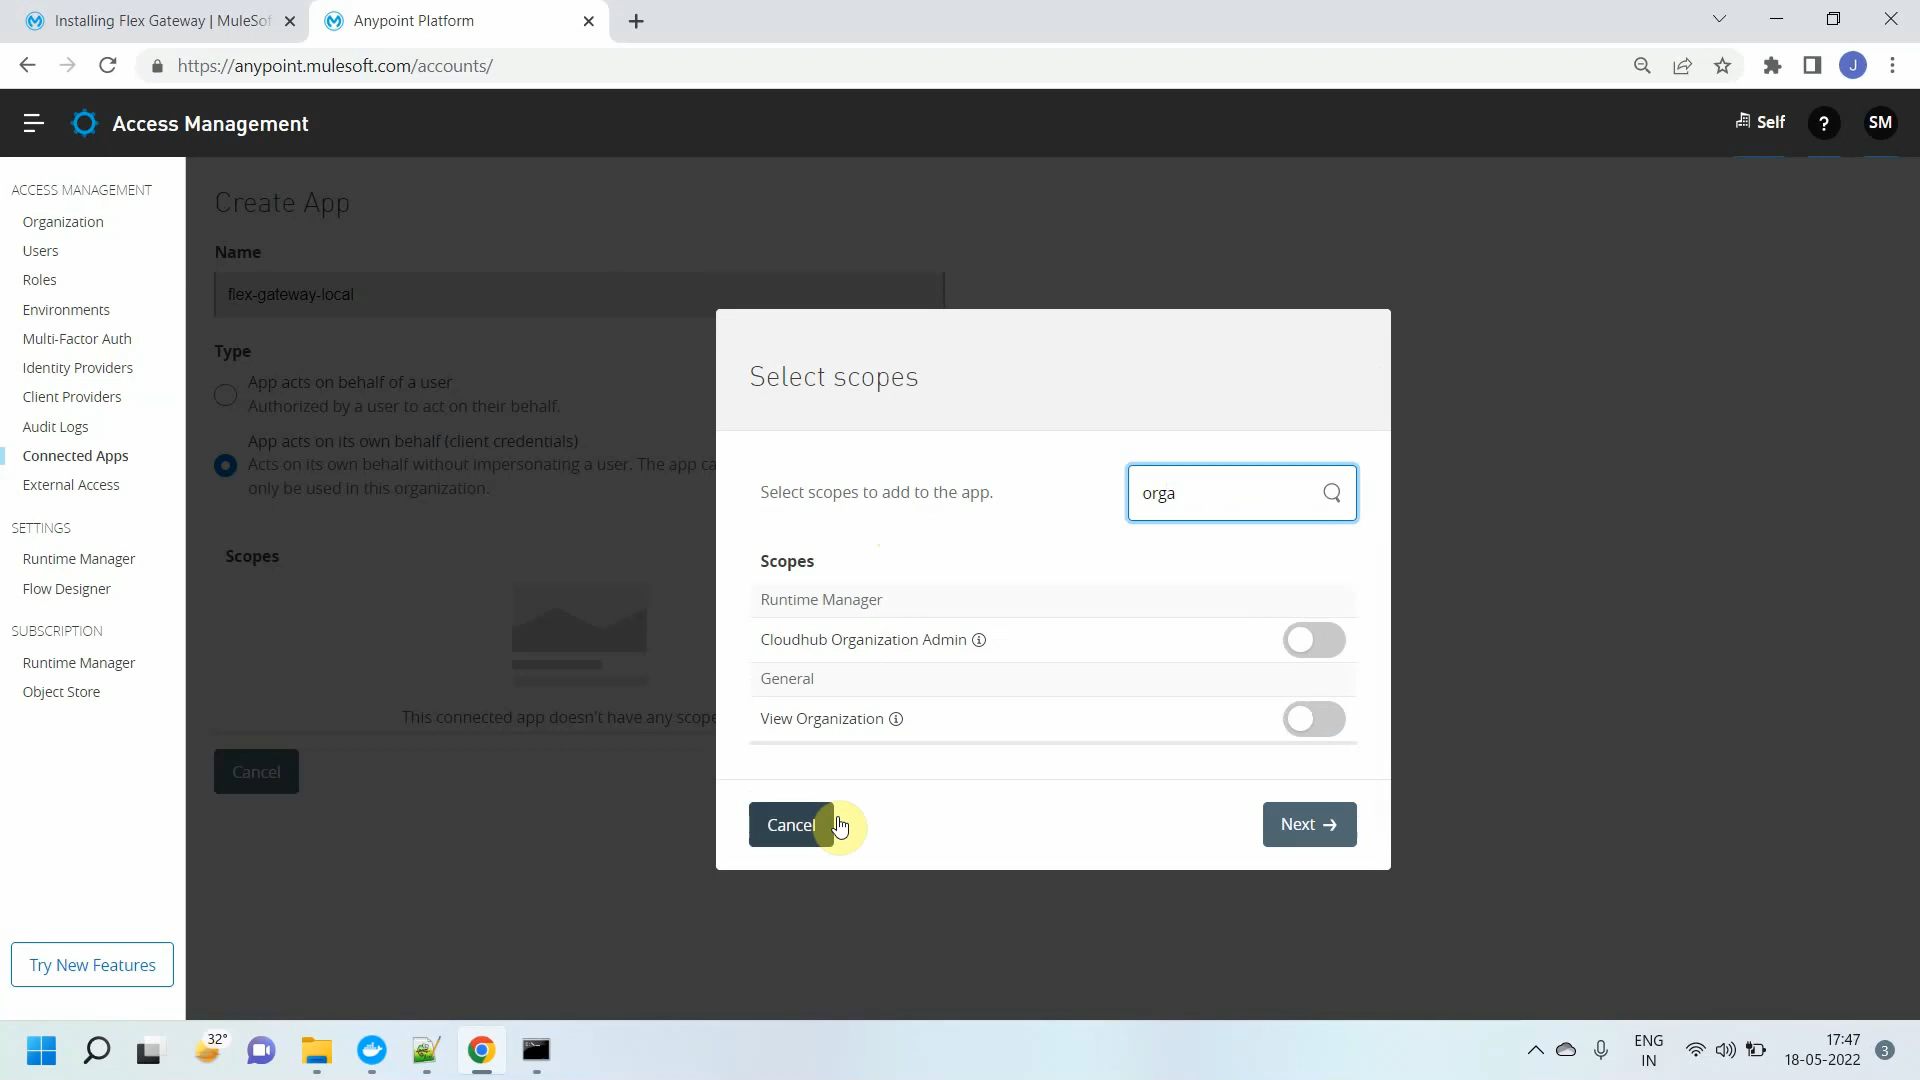 Installing Flex Gateway | MuleSof
Anypoint Platform
https://anypoint.mulesoft.com/accounts/
J
Access Management
Self
?
SM
ACCESS MANAGEMENT
Organization
Users
Roles
Environments
Multi-Factor Auth
Identity Providers
Client Providers
Audit Logs
Connected Apps
External Access
SETTINGS
Runtime Manager
Flow Designer
SUBSCRIPTION
Runtime Manager
Object Store
Try New Features
Create App
Name
flex-gateway-local
Type
App acts on behalf of a user
Authorized by a user to act on their behalf.
App acts on its own behalf (client credentials)
Acts on its own behalf without impersonating a user. The app ca
only be used in this organization.
Scopes
This connected app doesn't have any scope
Cancel
Select scopes
Select scopes to add to the app.
orga
Scopes
Runtime Manager
Cloudhub Organization Admin
General
View Organization
Cancel
Next →
32°
ENG
IN
17:47
18-05-2022
3